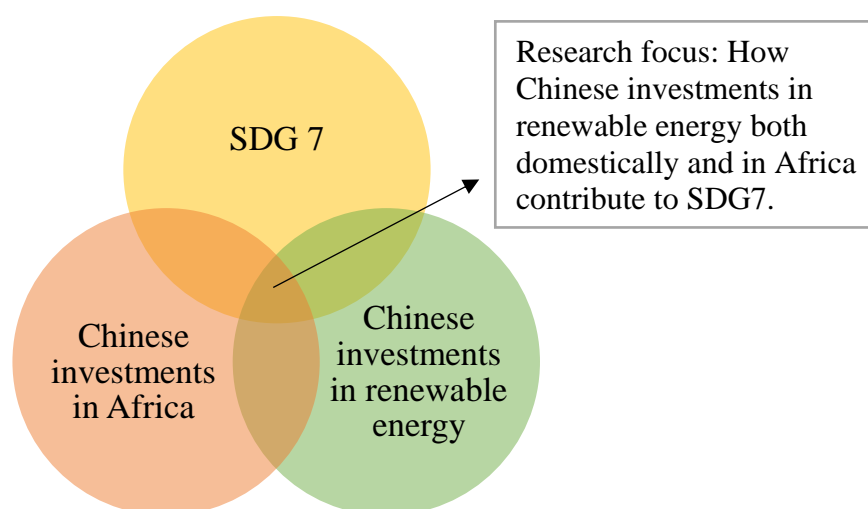 SDG 7
Research focus: How
Chinese investments in
renewable energy both
domestically and in Africa
contribute to SDG7.
Chinese
investments
in Africa
Chinese
investments
in renewable
energy